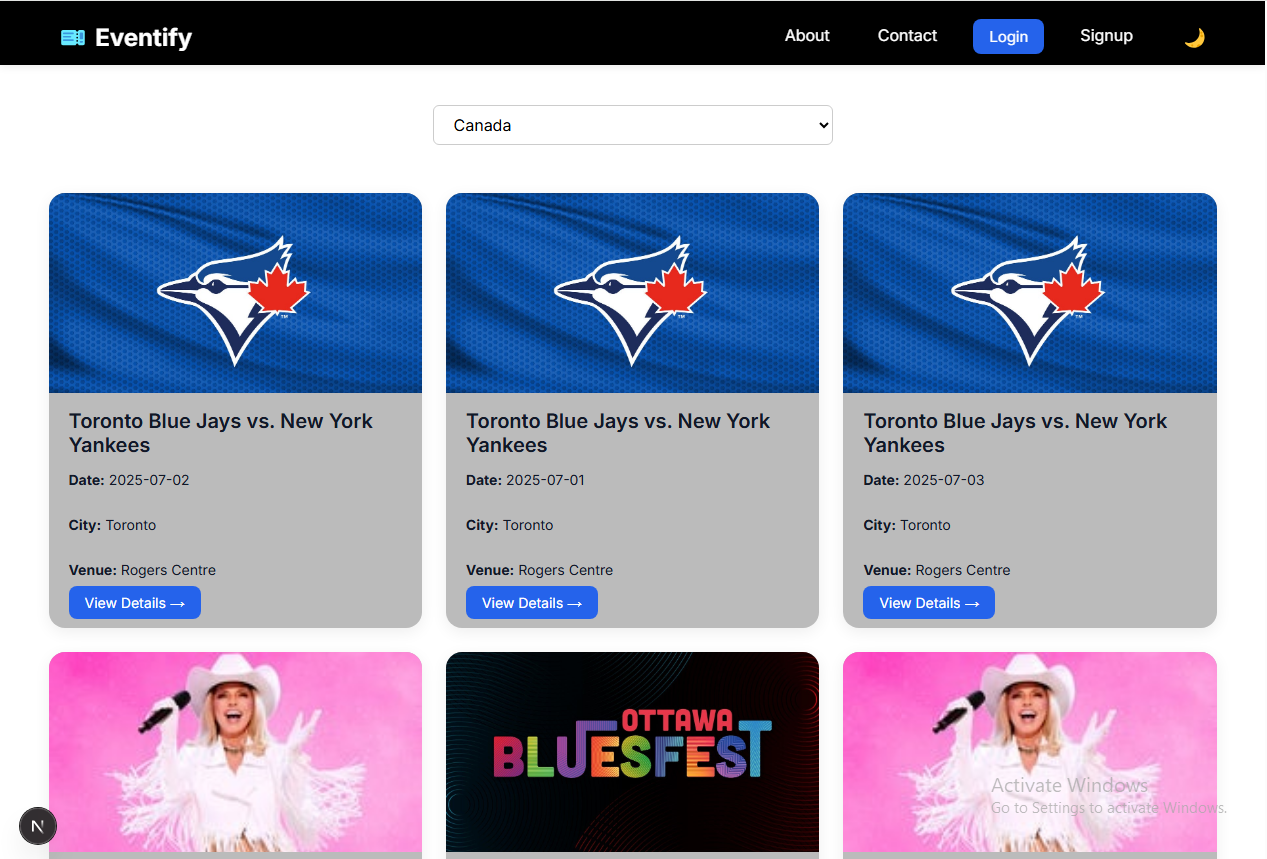 Eventify
About Contact Login Signup
Canada
Toronto Blue Jays vs. New York
Yankees
Date: 2025-07-02
City: Toronto
Venue: Rogers Centre
View Details →
Toronto Blue Jays vs. New York
Yankees
Date: 2025-07-01
City: Toronto
Venue: Rogers Centre
View Details →
Toronto Blue Jays vs. New York
Yankees
Date: 2025-07-03
City: Toronto
Venue: Rogers Centre
View Details →
OTTAWA
BLUESFEST
Activate Windows
Go to Settings to activate Windows.
N